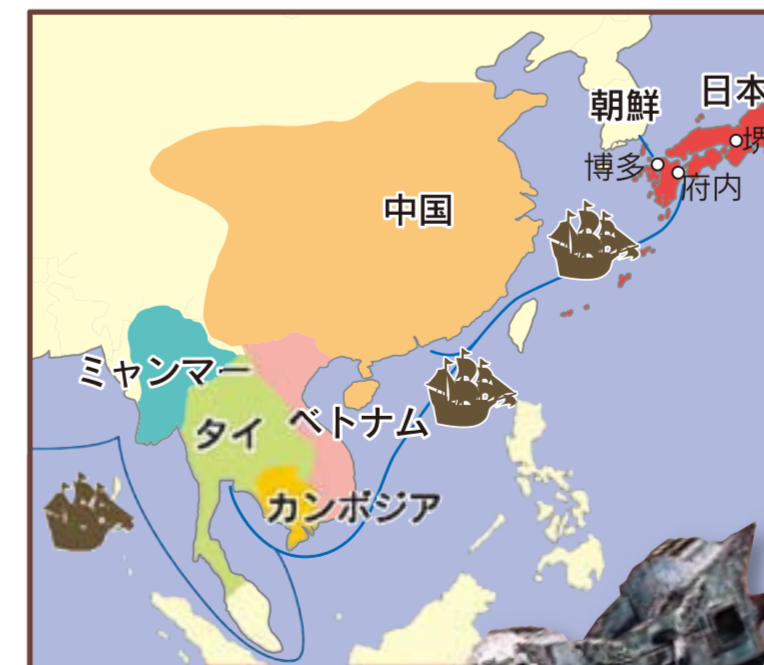 朝鮮
日本
堺
博多
府内
中国
ミャンマー
タイ
ベトナム
カンボジア